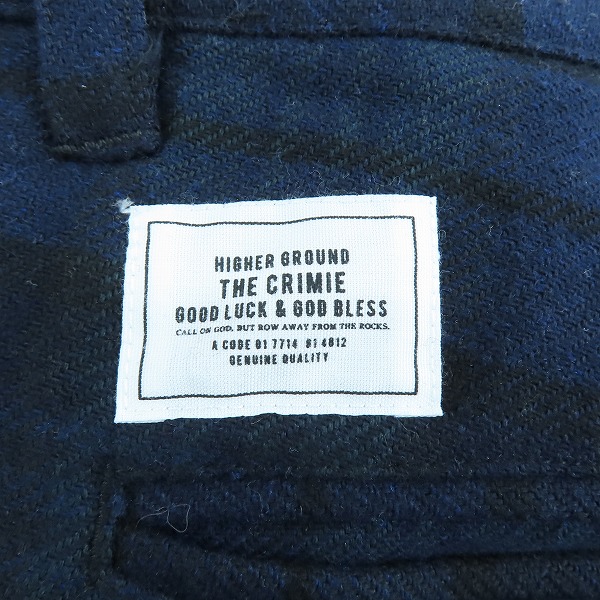 HIGHER GROUND
THE CRIMIE
GOOD LUCK & GOD BLESS
CALL ON GOD, BUT ROW AWAY FROM THE ROCKS.
A CODE 01 7714 81 4812
GENUINE QUALITY